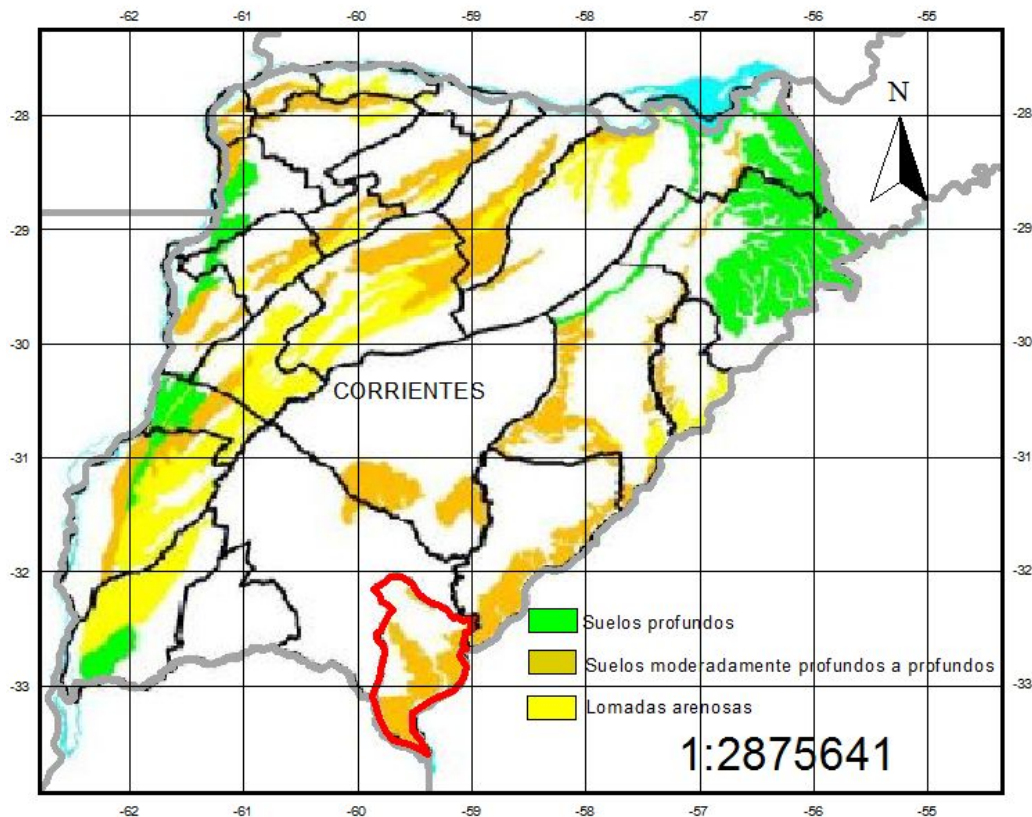 -62 -61 -60 -59 -58 -57 -56 -55
N
-28 -28
-29 -29
-30 -30
CORRIENTES
-31 -31
-32 -32
Suelos profundos
Suelos moderadamente profundos a profundos
-33 -33
Lomadas arenosas
1:2875641
-62 -61 -60 -59 -58 -57 -56 -55